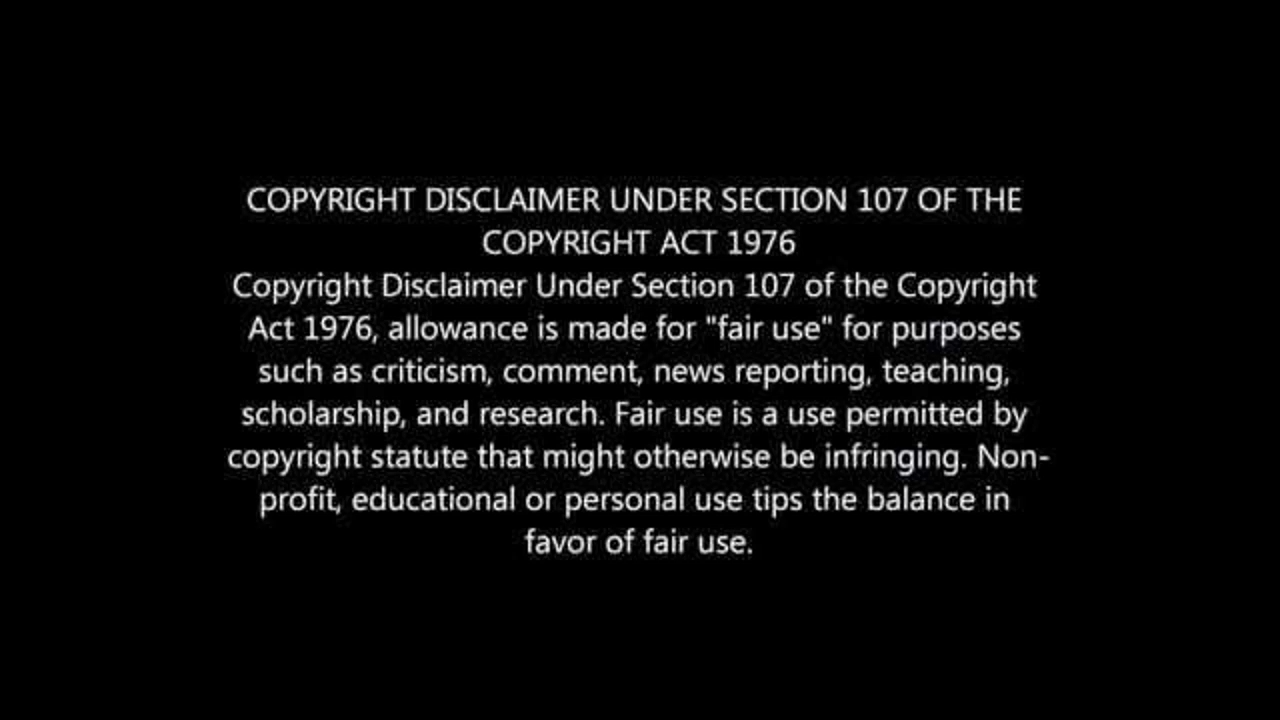 COPYRIGHT DISCLAIMER UNDER SECTION 107 OF THE
COPYRIGHT ACT 1976
Copyright Disclaimer Under Section 107 of the Copyright
Act 1976, allowance is made for "fair use" for purposes
such as criticism, comment, news reporting, teaching,
scholarship, and research. Fair use is a use permitted by
copyright statute that might otherwise be infringing. Non-
profit, educational or personal use tips the balance in
favor of fair use.